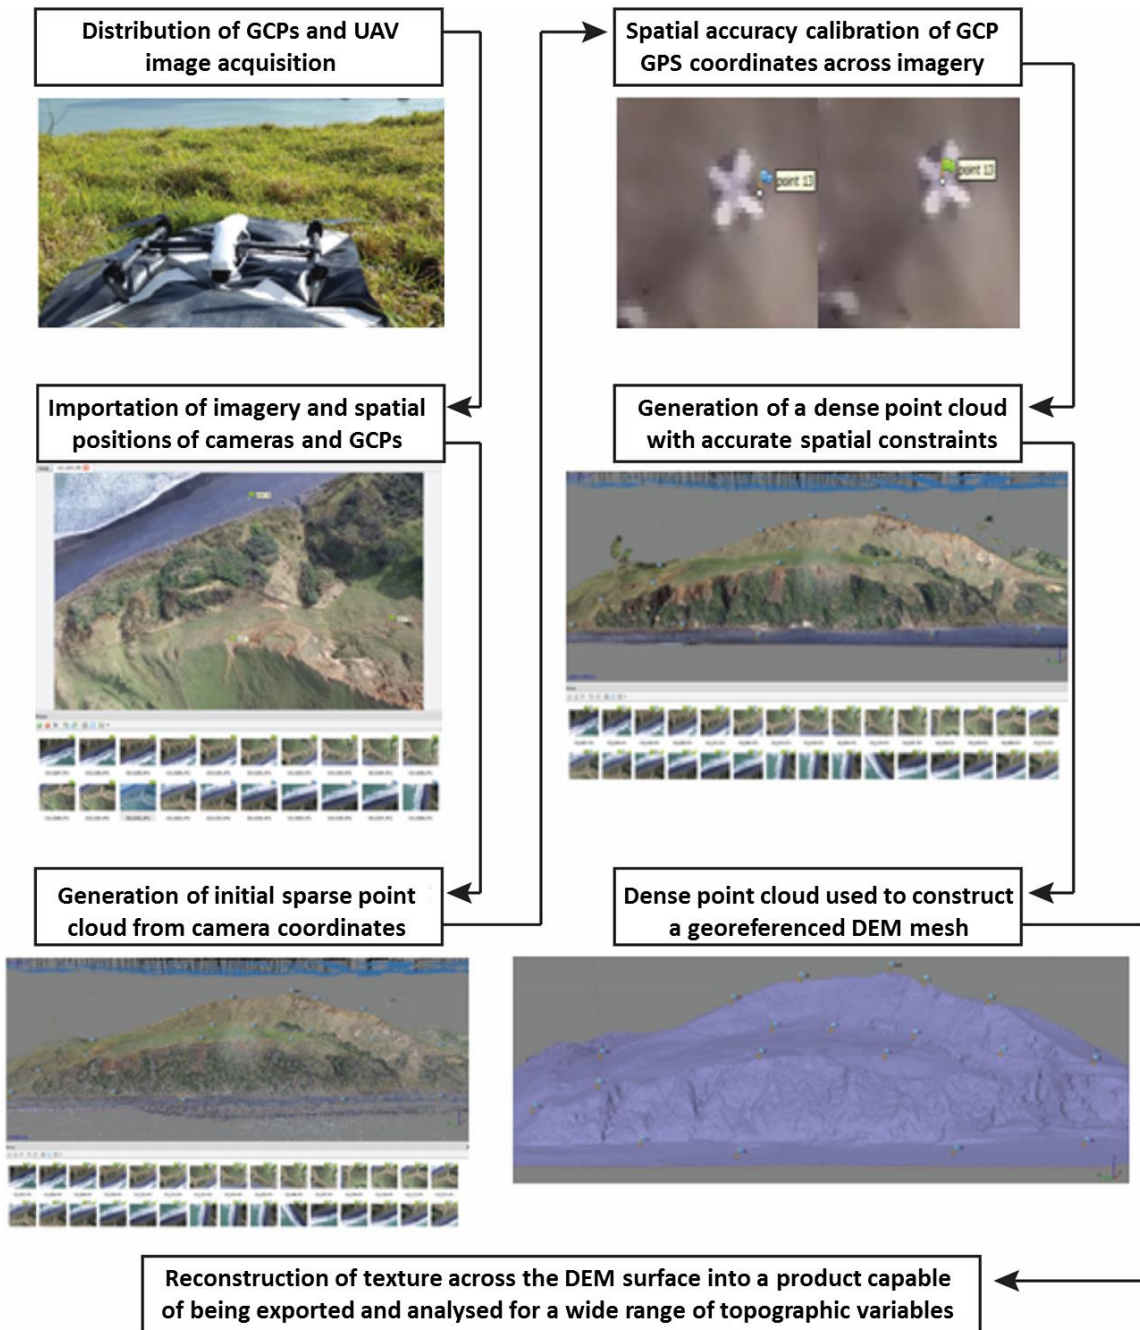 Distribution of GCPs and UAV
image acquisition
Importation of imagery and spatial
positions of cameras and GCPs
Generation of initial sparse point
cloud from camera coordinates
Spatial accuracy calibration of GCP
GPS coordinates across imagery
point 13
point 13
Generation of a dense point cloud
with accurate spatial constraints
Dense point cloud used to construct
a georeferenced DEM mesh
Reconstruction of texture across the DEM surface into a product capable
of being exported and analysed for a wide range of topographic variables